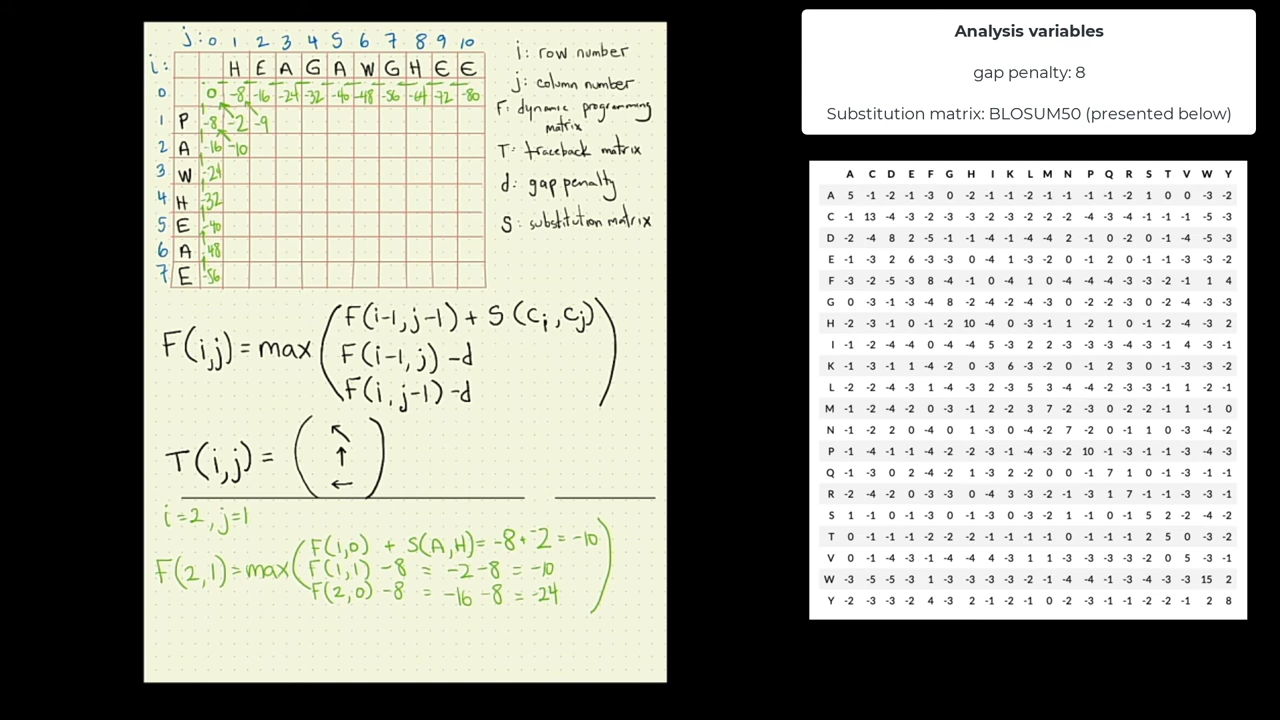 j: 0 1 2 3 4 5 6 7 8 9 10
i: H E A G A W G H E E
0 0 -8 -16 -24 -32 -40 -48 -56 -64 -72 -80
1 P -8 -2 -9
2 A -16 -10
3 W -24
4 H -32
5 E -40
6 A -48
7 E -56
i: row number
j: column number
F: dynamic programming
matrix
T: traceback matrix
d: gap penalty
S: substitution matrix
F(i,j) = max
F(i-1,j-1) + S(Ci,Cj)
F(i-1,j) -d
F(i,j-1) -d
T(i,j) = ( ↖ ↑ ← )
i=2, j=1
F(2,1)=max
F(1,0) + S(A,H) = -8+-2 = -10
F(1,1) -8 = -2-8 = -10
F(2,0) -8 = -16-8 = -24
Analysis variables
gap penalty: 8
Substitution matrix: BLOSUM50 (presented below)
A C D E F G H I K L M N P Q R S T V W Y
A 5 -1 -2 -1 -3 0 -2 -1 -1 -2 -1 -1 -1 -1 -2 1 0 0 -3 -2
C -1 13 -4 -3 -2 -3 -3 -2 -3 -2 -2 -2 -4 -3 -4 -1 -1 -1 -5 -3
D -2 -4 8 2 -5 -1 -1 -4 -1 -4 -4 2 -1 0 -2 0 -1 -4 -5 -3
E -1 -3 2 6 -3 -3 0 -4 1 -3 -2 0 -1 2 0 -1 -1 -3 -3 -2
F -3 -2 -5 -3 8 -4 -1 0 -4 1 0 -4 -4 -4 -3 -3 -2 -1 1 4
G 0 -3 -1 -3 -4 8 -2 -4 -2 -4 -3 0 -2 -2 -3 0 -2 -4 -3 -3
H -2 -3 -1 0 -1 -2 10 -4 0 -3 -1 1 -2 1 0 -1 -2 -4 -3 2
I -1 -2 -4 -4 0 -4 -4 5 -3 2 2 -3 -3 -3 -4 -3 -1 4 -3 -1
K -1 -3 -1 1 -4 -2 0 -3 6 -3 -2 0 -1 2 3 0 -1 -3 -3 -2
L -2 -2 -4 -3 1 -4 -3 2 -3 5 3 -4 -4 -2 -3 -3 -1 1 -2 -1
M -1 -2 -4 -2 0 -3 -1 2 -2 3 7 -2 -3 0 -2 -2 -1 1 -1 0
N -1 -2 2 0 -4 0 1 -3 0 -4 -2 7 -2 0 -1 1 0 -3 -4 -2
P -1 -4 -1 -1 -4 -2 -2 -3 -1 -4 -3 -2 10 -1 -3 -1 -1 -3 -4 -3
Q -1 -3 0 2 -4 -2 1 -3 2 -2 0 0 -1 7 1 0 -1 -3 -1 -1
R -2 -4 -2 0 -3 -3 0 -4 3 -3 -2 -1 -3 1 7 -1 -1 -3 -3 -1
S 1 -1 0 -1 -3 0 -1 -3 0 -3 -2 1 -1 0 -1 5 2 -2 -4 -2
T 0 -1 -1 -1 -2 -2 -2 -1 -1 -1 -1 0 -1 -1 -1 2 5 0 -3 -2
V 0 -1 -4 -3 -1 -4 -4 4 -3 1 1 -3 -3 -3 -3 -2 0 5 -3 -1
W -3 -5 -5 -3 1 -3 -3 -3 -3 -2 -1 -4 -4 -1 -3 -4 -3 -3 15 2
Y -2 -3 -3 -2 4 -3 2 -1 -2 -1 0 -2 -3 -1 -1 -2 -2 -1 2 8